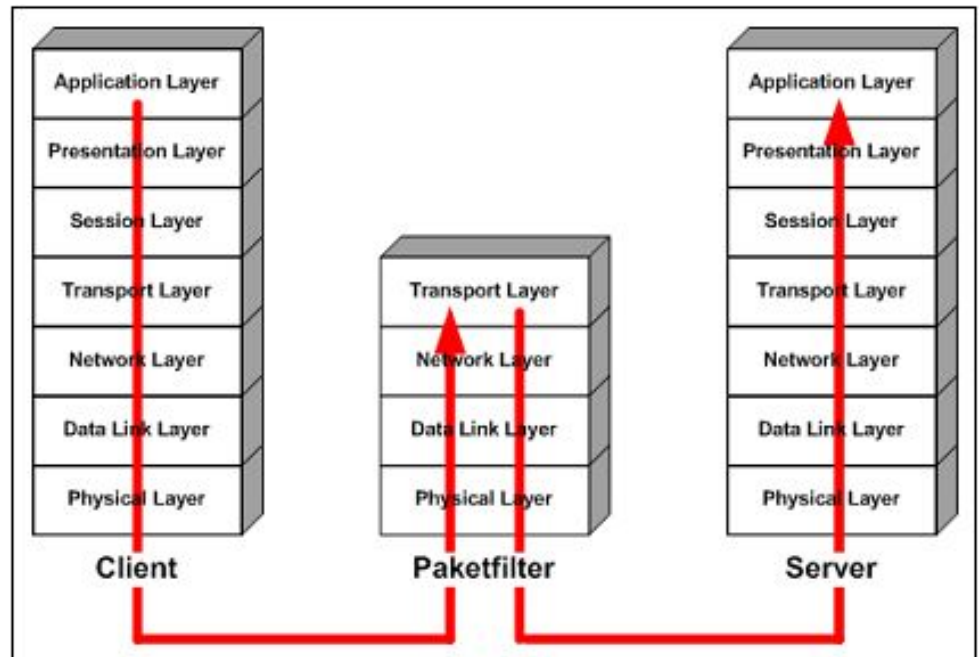 Application Layer
Presentation Layer
Session Layer
Transport Layer
Network Layer
Data Link Layer
Physical Layer
Client
Transport Layer
Network Layer
Data Link Layer
Physical Layer
Paketfilter
Application Layer
Presentation Layer
Session Layer
Transport Layer
Network Layer
Data Link Layer
Physical Layer
Server